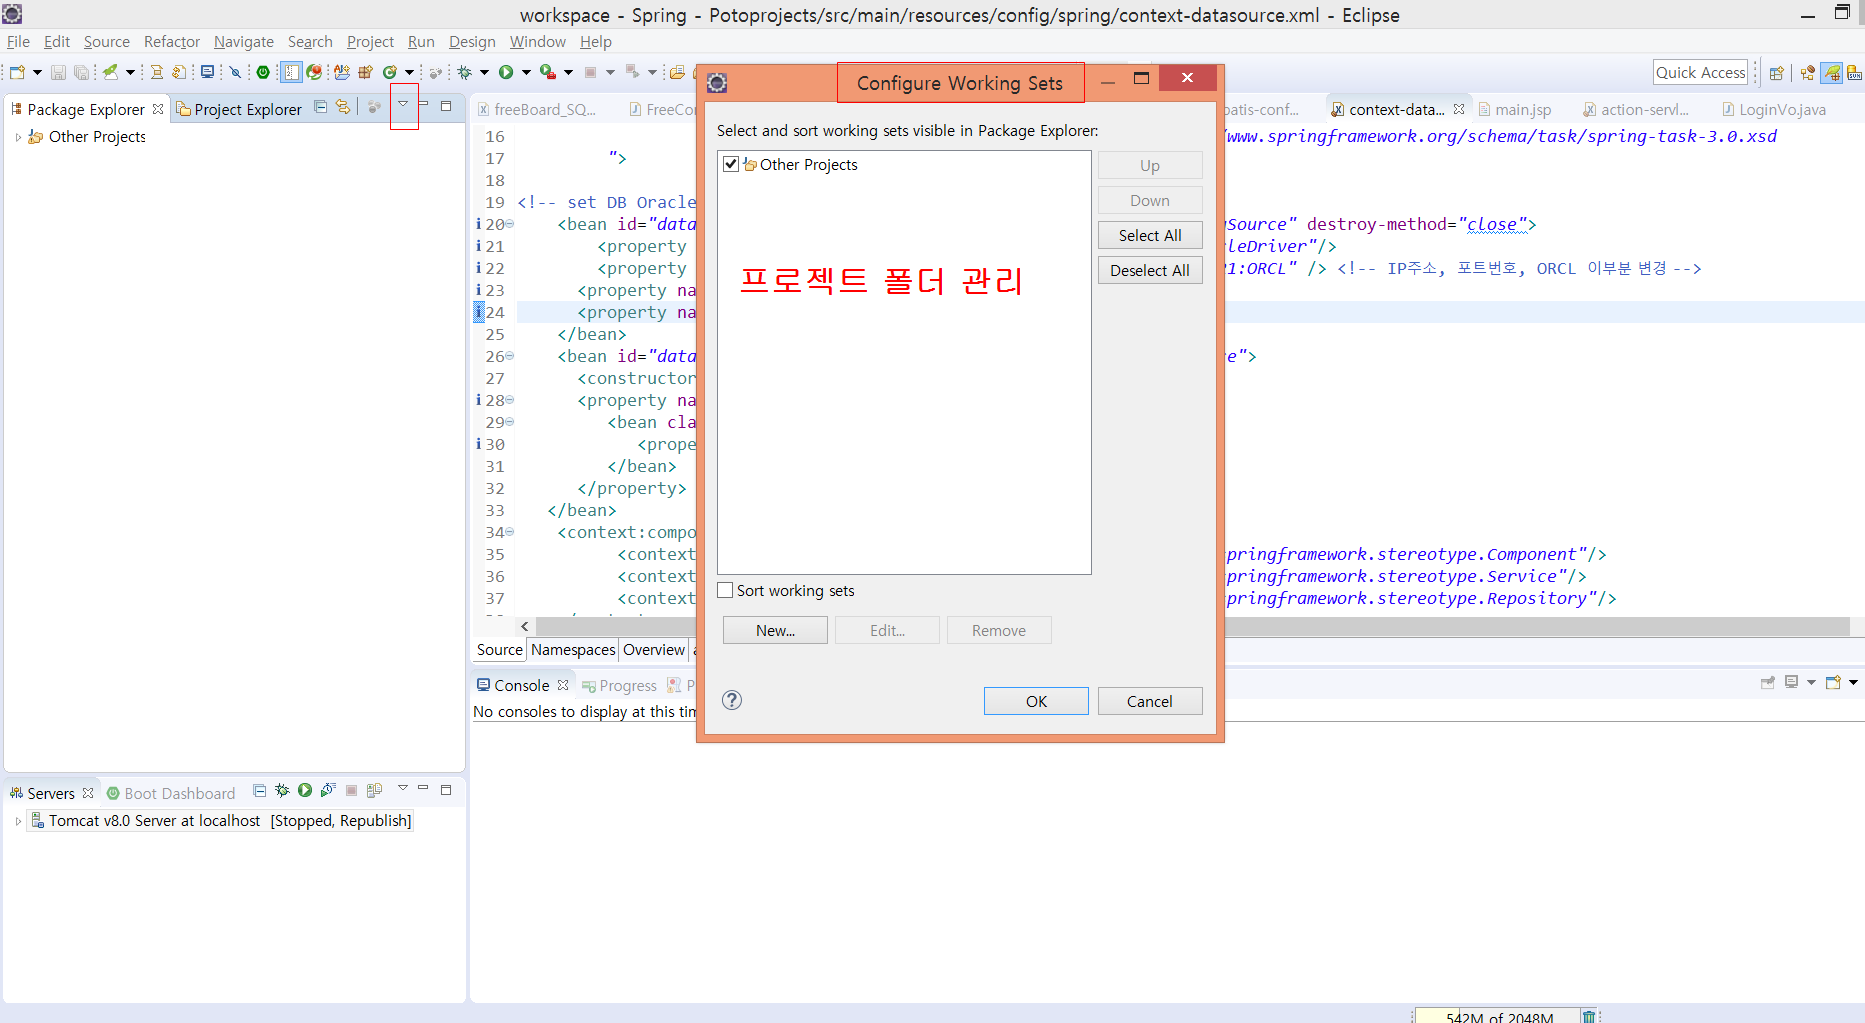 workspace - Spring - Potoprojects/src/main/resources/config/spring/context-datasource.xml - Eclipse
File Edit Source Refactor Navigate Search Project Run Design Window Help
Quick Access
Package Explorer Project Explorer
Other Projects
freeBoard_SQ... FreeCon batis-conf... context-data... main.jsp action-servl... LoginVo.java
16 /www.springframework.org/schema/task/spring-task-3.0.xsd
17 ">
18
19 <!-- set DB Oracle
20 <bean id="data Source" destroy-method="close">
21 <property cleDriver"/>
22 <property 1:ORCL" /> <!-- IP주소, 포트번호, ORCL 이부분 변경 -->
23 <property na
24 <property na
25 </bean>
26 <bean id="data e">
27 <constructor
28 <property na
29 <bean cla
30 <prope
31 </bean>
32 </property>
33 </bean>
34 <context:compo
35 <context springframework.stereotype.Component"/>
36 <context springframework.stereotype.Service"/>
37 <context springframework.stereotype.Repository"/>
Source Namespaces Overview
Console Progress P
No consoles to display at this tim
Configure Working Sets
Select and sort working sets visible in Package Explorer:
Other Projects
프로젝트 폴더 관리
Up
Down
Select All
Deselect All
Sort working sets
New... Edit... Remove
OK Cancel
Servers Boot Dashboard
Tomcat v8.0 Server at localhost [Stopped, Republish]
542M of 2048M